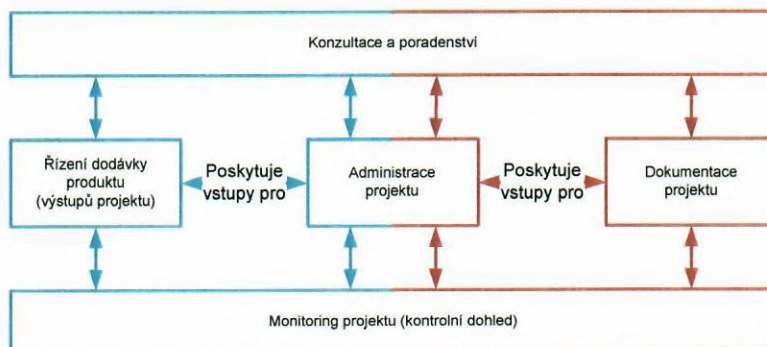 Konzultace a poradenství
Řízení dodávky
produktu
(výstupů projektu)
Poskytuje
vstupy pro
Administrace
projektu
Poskytuje
vstupy pro
Dokumentace
projektu
Monitoring projektu (kontrolní dohled)